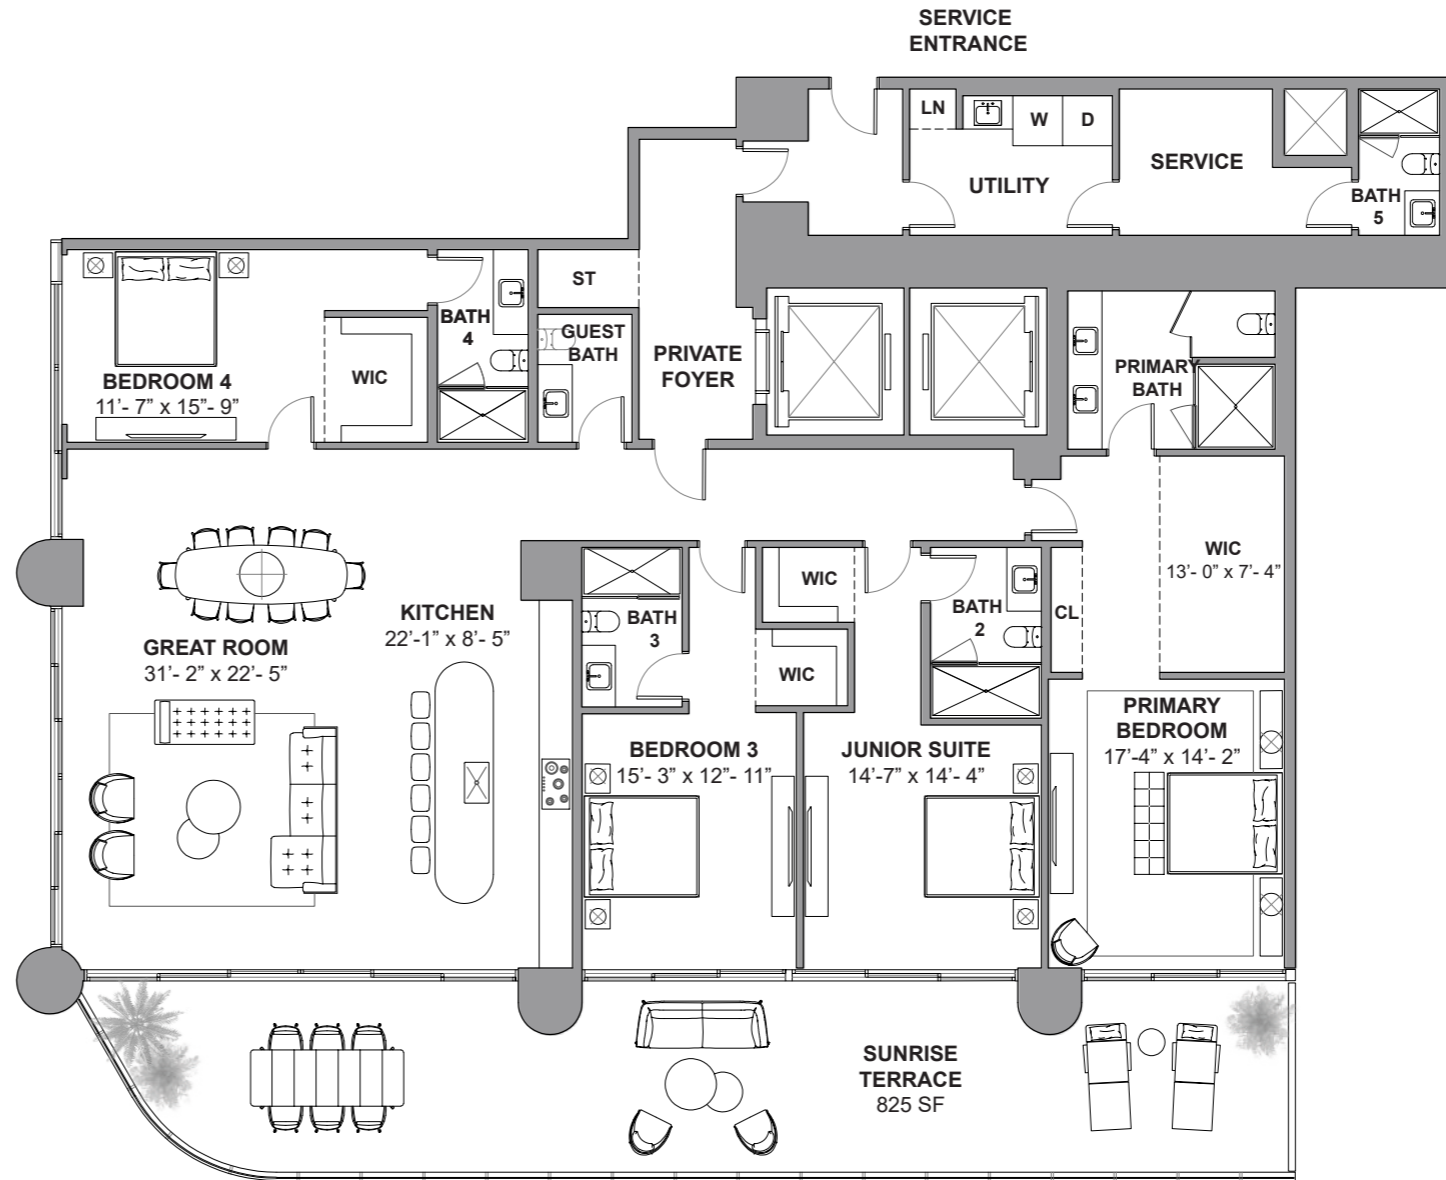 SERVICE
ENTRANCE
LN
W
D
UTILITY
SERVICE
BATH
5
ST
GUEST
BATH
BATH
4
PRIVATE
FOYER
WIC
BEDROOM 4
11’- 7” x 15”- 9”
PRIMARY
BATH
WIC
13’- 0” x 7’- 4”
KITCHEN
22’-1” x 8’- 5”
GREAT ROOM
31’- 2” x 22’- 5”
BATH
3
WIC
WIC
BATH
2
CL
BEDROOM 3
15’- 3” x 12”- 11”
JUNIOR SUITE
14’-7” x 14’- 4”
PRIMARY
BEDROOM
17’-4” x 14’- 2”
SUNRISE
TERRACE
825 SF